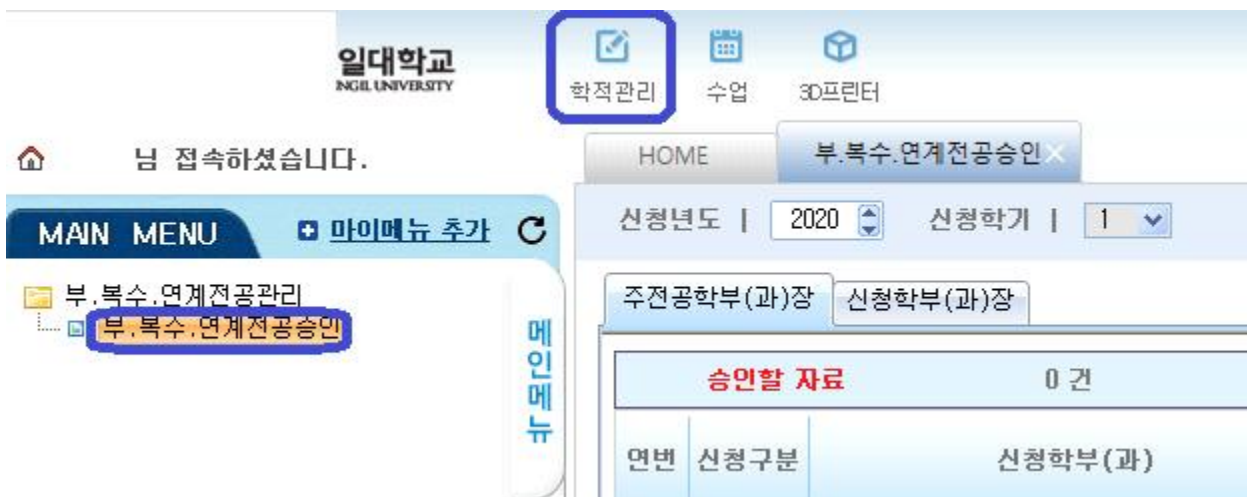 일대학교
NGIL UNIVERSITY
학적관리
수업
3D프린터
님 접속하셨습니다.
HOME
부.복수.연계전공승인
MAIN MENU
마이메뉴 추가
신청년도 | 2020
신청학기 | 1
부.복수.연계전공관리
부.복수.연계전공승인
메인메뉴
주전공학부(과)장
신청학부(과)장
승인할 자료
0 건
연번
신청구분
신청학부(과)